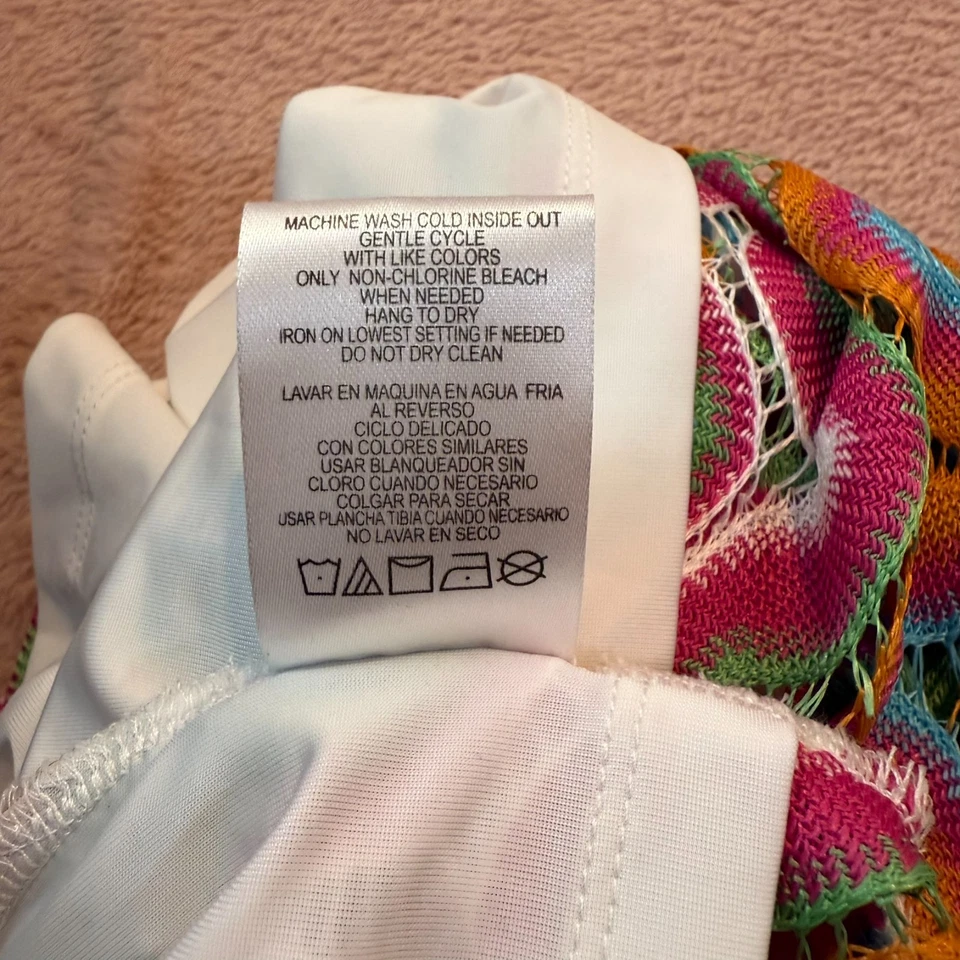 MACHINE WASH COLD INSIDE OUT
GENTLE CYCLE
WITH LIKE COLORS
ONLY NON-CHLORINE BLEACH
WHEN NEEDED
HANG TO DRY
IRON ON LOWEST SETTING IF NEEDED
DO NOT DRY CLEAN
LAVAR EN MAQUINA EN AGUA FRIA
AL REVERSO
CICLO DELICADO
CON COLORES SIMILARES
USAR BLANQUEADOR SIN
CLORO CUANDO NECESARIO
COLGAR PARA SECAR
USAR PLANCHA TIBIA CUANDO NECESARIO
NO LAVAR EN SECO